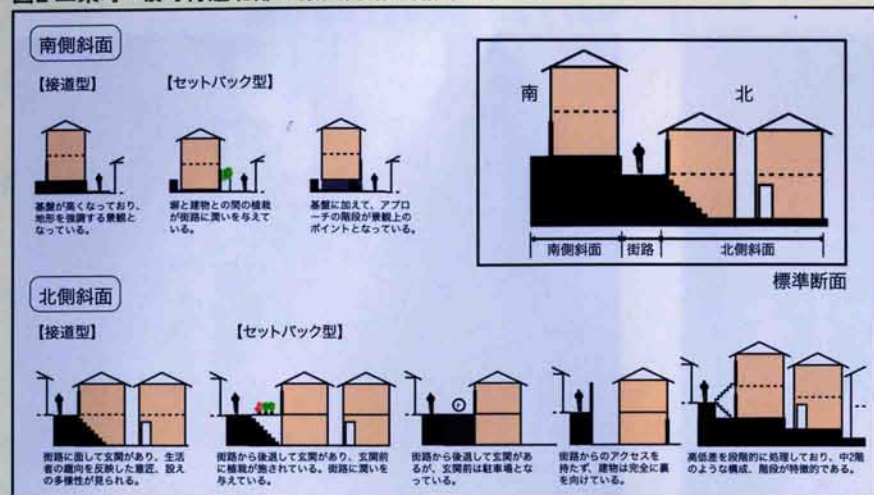 南側斜面
【接道型】
【セットバック型】
基盤が高くなっており、
地形を強調する景観と
なっている。
塀と建物との間の植栽
が街路に潤いを与えて
いる。
基盤に加えて、アプロ
ーチの階段が景観上の
ポイントとなっている。
南
北
南側斜面
街路
北側斜面
標準断面
北側斜面
【接道型】
【セットバック型】
街路に面して玄関があり、生活
者の趣向を反映した意匠、設え
の多様性が見られる。
街路から後退して玄関があり、玄関前
に植栽が施されている。街路に潤いを
与えている。
街路から後退して玄関があ
るが、玄関前は駐車場とな
っている。
街路からのアクセスを
持たず、建物は完全に裏
を向けている。
高低差を段階的に処理しており、中2階
のような構成、階段が特徴的である。